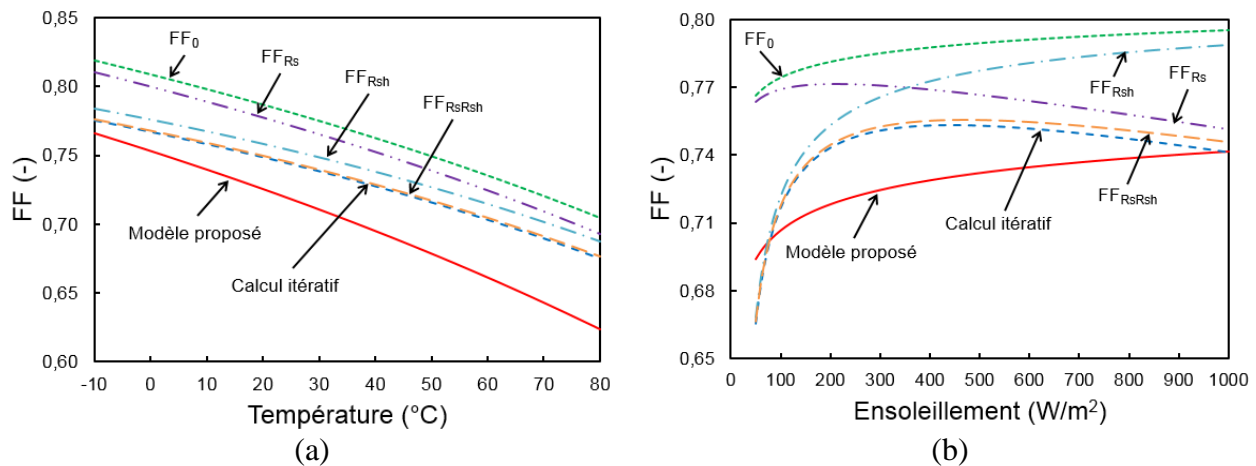 0,85
0,80
0,75
0,70
0,65
0,60
FF (-)
FF0
FFRs
FFRsh
FFRsRsh
Modèle proposé
Calcul itératif
-10 0 10 20 30 40 50 60 70 80
Température (°C)
(a)
0,80
0,77
0,74
0,71
0,68
0,65
FF (-)
FF0
FFRsh
FFRs
FFRsRsh
Calcul itératif
Modèle proposé
0 100 200 300 400 500 600 700 800 900 1000
Ensoleillement (W/m²)
(b)